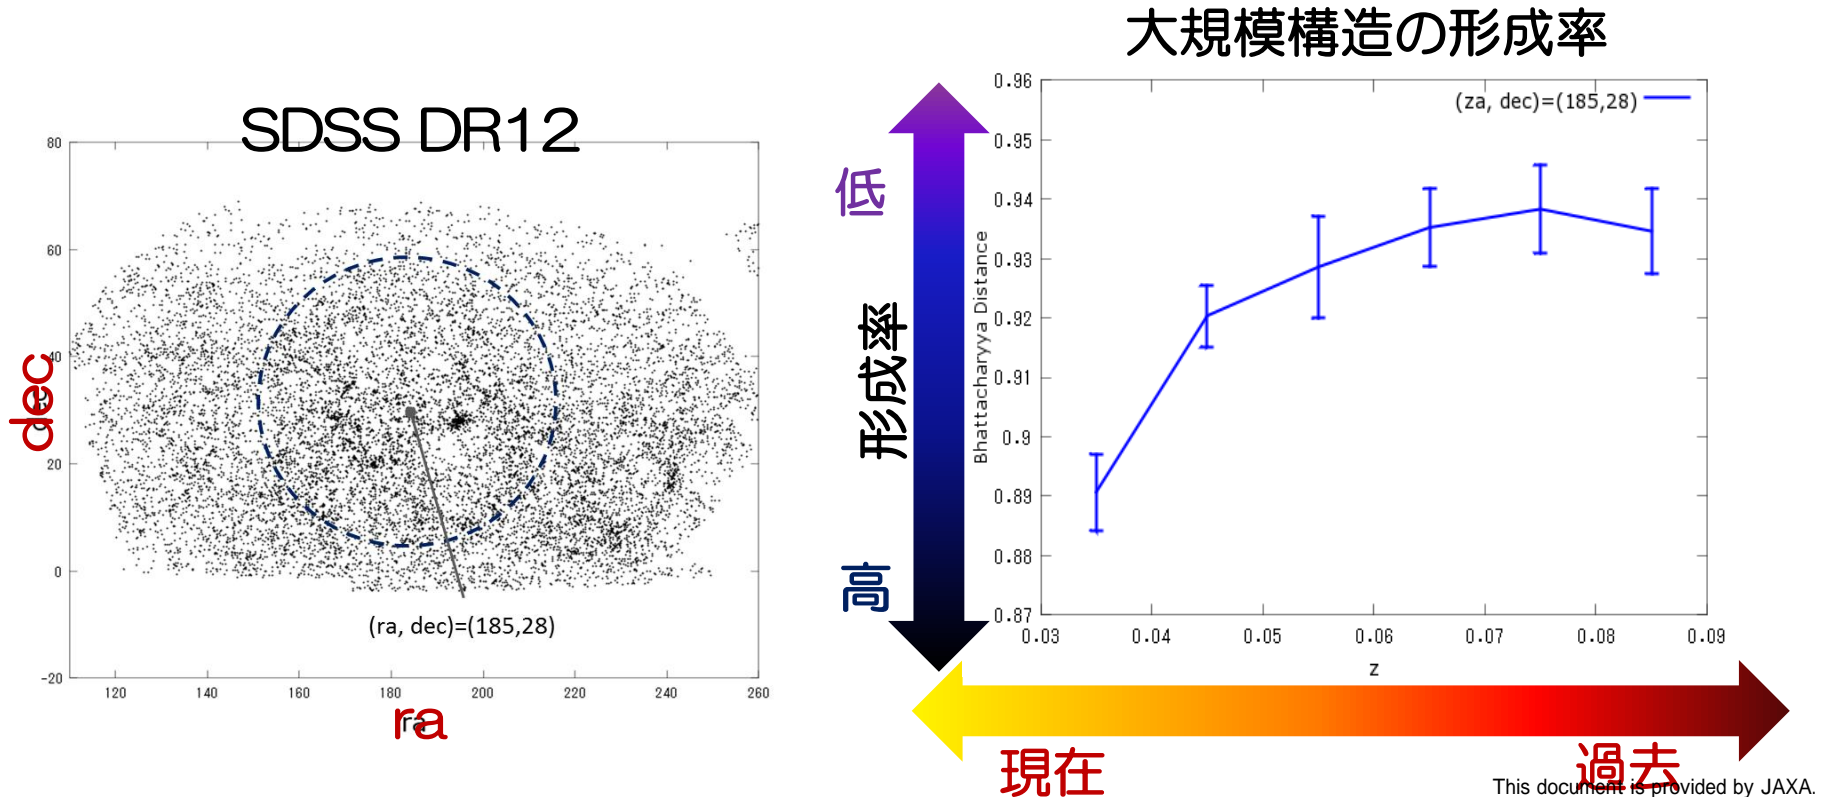 大規模構造の形成率
SDSS DR12
80
60
40
20
0
-20
120 140 160 180 200 220 240 260
dec
ra
(ra, dec)=(185,28)
低
形成率
高
(za, dec)=(185,28)
0.96
0.95
0.94
0.93
0.92
0.91
0.9
0.89
0.88
0.87
Bhattacharyya Distance
0.03 0.04 0.05 0.06 0.07 0.08 0.09
z
現在
過去
This document is provided by JAXA.